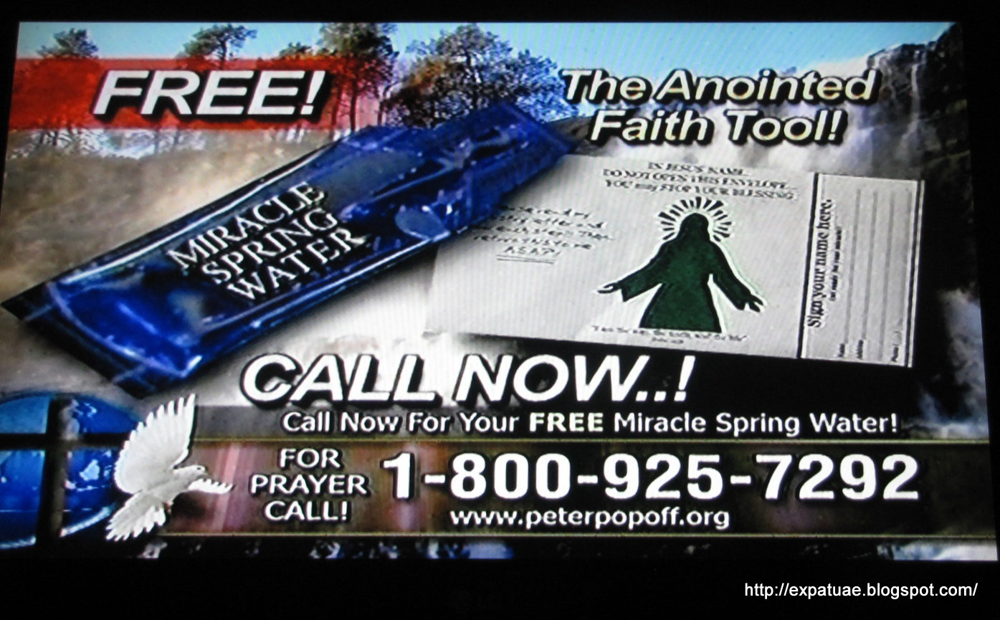 FREE!
The Anointed
Faith Tool!
MIRACLE
SPRING
WATER
IN JESUS NAME...
DO NOT OPEN THIS ENVELOPE...
YOU may STOP YOUR BLESSING
ASAP!
Sign your name here.
CALL NOW..!
Call Now For Your FREE Miracle Spring Water!
FOR
PRAYER
CALL!
1-800-925-7292
www.peterpopoff.org
http://expatuae.blogspot.com/